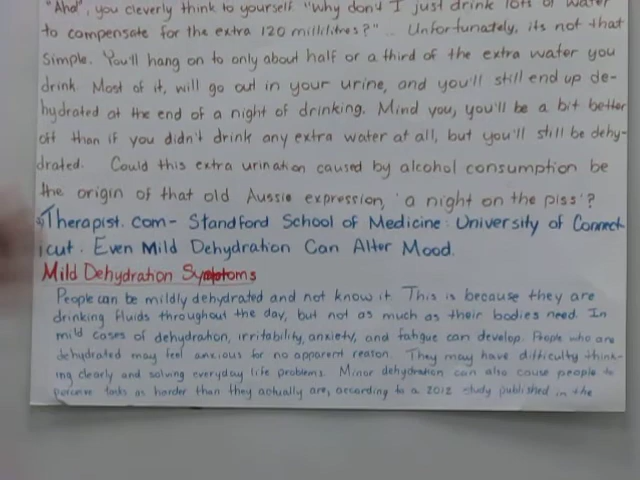 "Aha!", you cleverly think to yourself. "Why don't I just drink lots of water
to compensate for the extra 120 millilitres?".. Unfortunately, its not that
simple. You'll hang on to only about half or a third of the extra water you
drink. Most of it, will go out in your urine, and you'll still end up de-
hydrated at the end of a night of drinking. Mind you, you'll be a bit better
off than if you didn't drink any extra water at all, but you'll still be dehy-
drated. Could this extra urination caused by alcohol consumption be
the origin of that old Aussie expression, 'a night on the piss'?
Therapist.com- Standford School of Medicine: University of Connect-
icut. Even Mild Dehydration Can Alter Mood.
Mild Dehydration Symptoms
People can be mildly dehydrated and not know it. This is because they are
drinking fluids throughout the day, but not as much as their bodies need. In
mild cases of dehydration, irritability, anxiety, and fatigue can develop. People who are
dehydrated may feel anxious for no apparent reason. They may have difficulty think-
ing clearly and solving everyday life problems. Minor dehydration can also cause people to
perceive tasks as harder than they actually are, according to a 2012 study published in the